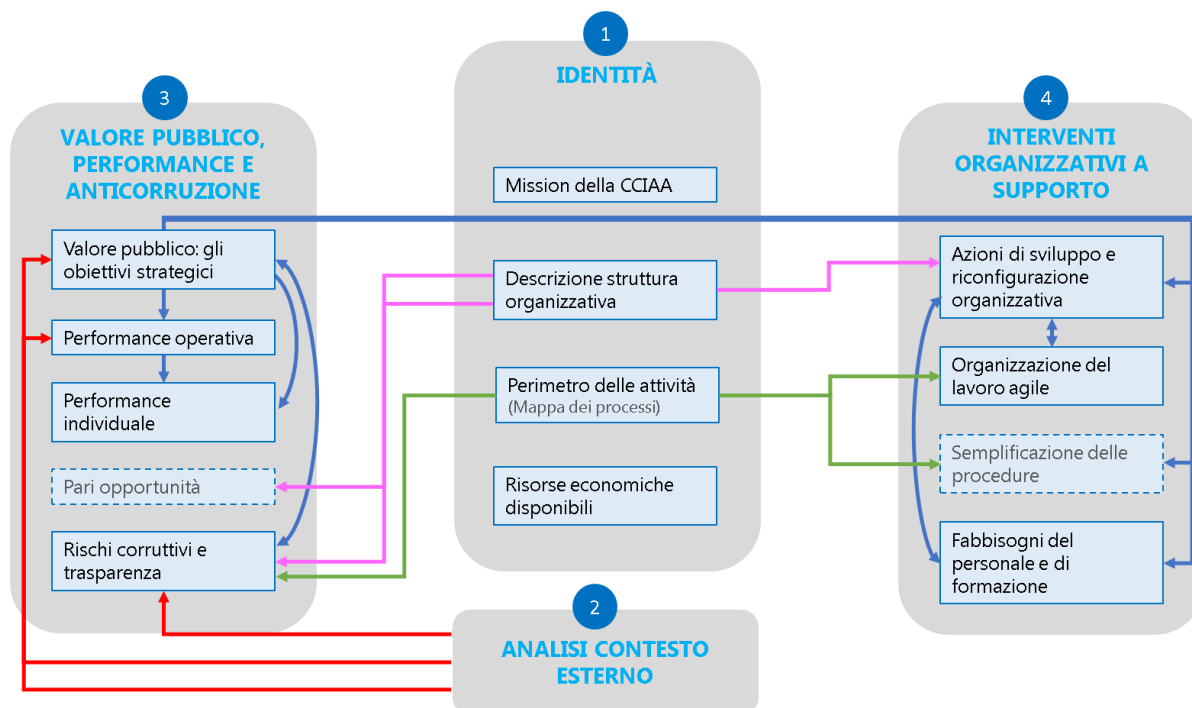 1
IDENTITÀ
Mission della CCIAA
Descrizione struttura
organizzativa
Perimetro delle attività
(Mappa dei processi)
Risorse economiche
disponibili
2
ANALISI CONTESTO
ESTERNO
3
VALORE PUBBLICO,
PERFORMANCE E
ANTICORRUZIONE
Valore pubblico: gli
obiettivi strategici
Performance operativa
Performance
individuale
Pari opportunità
Rischi corruttivi e
trasparenza
4
INTERVENTI
ORGANIZZATIVI A
SUPPORTO
Azioni di sviluppo e
riconfigurazione
organizzativa
Organizzazione del
lavoro agile
Semplificazione delle
procedure
Fabbisogni del
personale e di
formazione